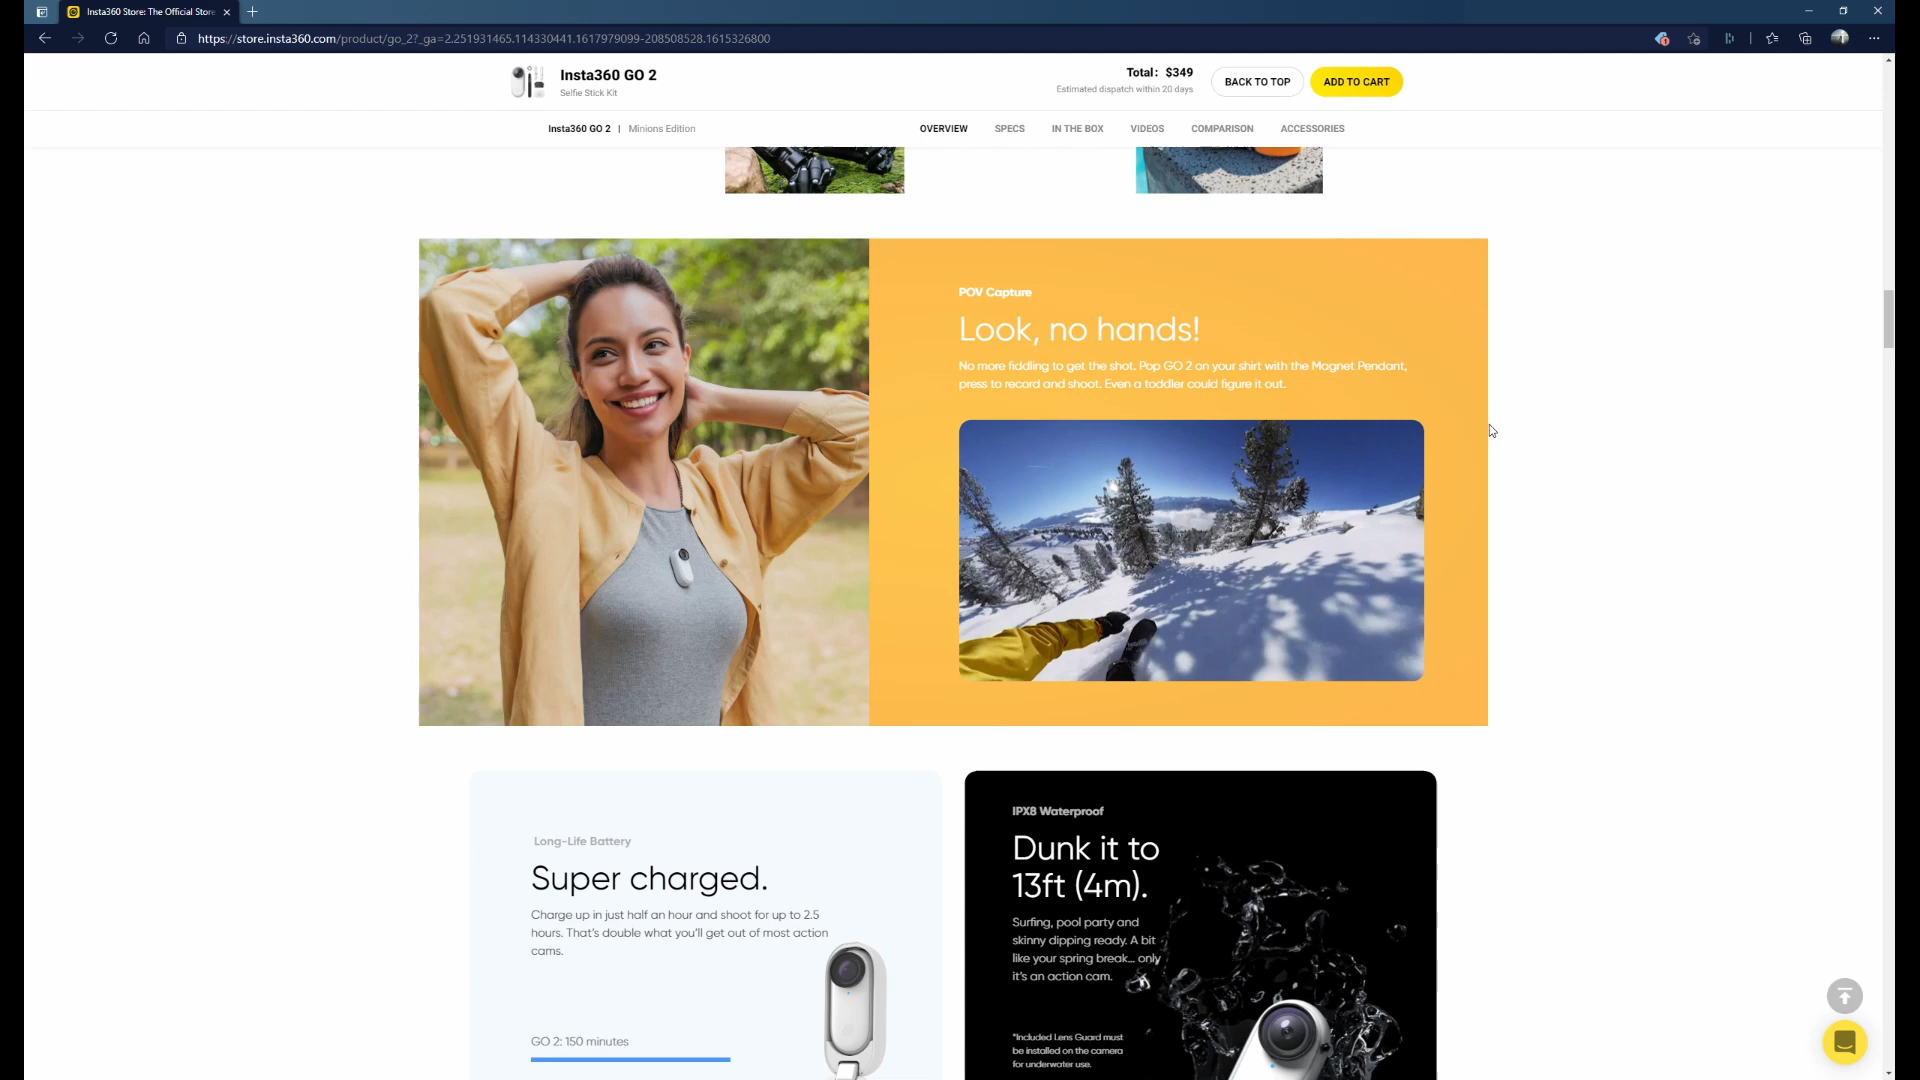 Insta360 Store: The Official Store
https://store.insta360.com/product/go_2?_ga=2.251931465.114330441.1617979099-208508528.1615326800
Insta360 GO 2
Selfie Stick Kit
Total: $349
Estimated dispatch within 20 days
BACK TO TOP
ADD TO CART
Insta360 GO 2 | Minions Edition
OVERVIEW SPECS IN THE BOX VIDEOS COMPARISON ACCESSORIES
POV Capture
Look, no hands!
No more fiddling to get the shot. Pop GO 2 on your shirt with the Magnet Pendant,
press to record and shoot. Even a toddler could figure it out.
Long-Life Battery
Super charged.
Charge up in just half an hour and shoot for up to 2.5
hours. That's double what you'll get out of most action
cams.
GO 2: 150 minutes
IPX8 Waterproof
Dunk it to
13ft (4m).
Surfing, pool party and
skinny dipping ready. A bit
like your spring break... only
it's an action cam.
*Included Lens Guard must
be installed on the camera
for underwater use.